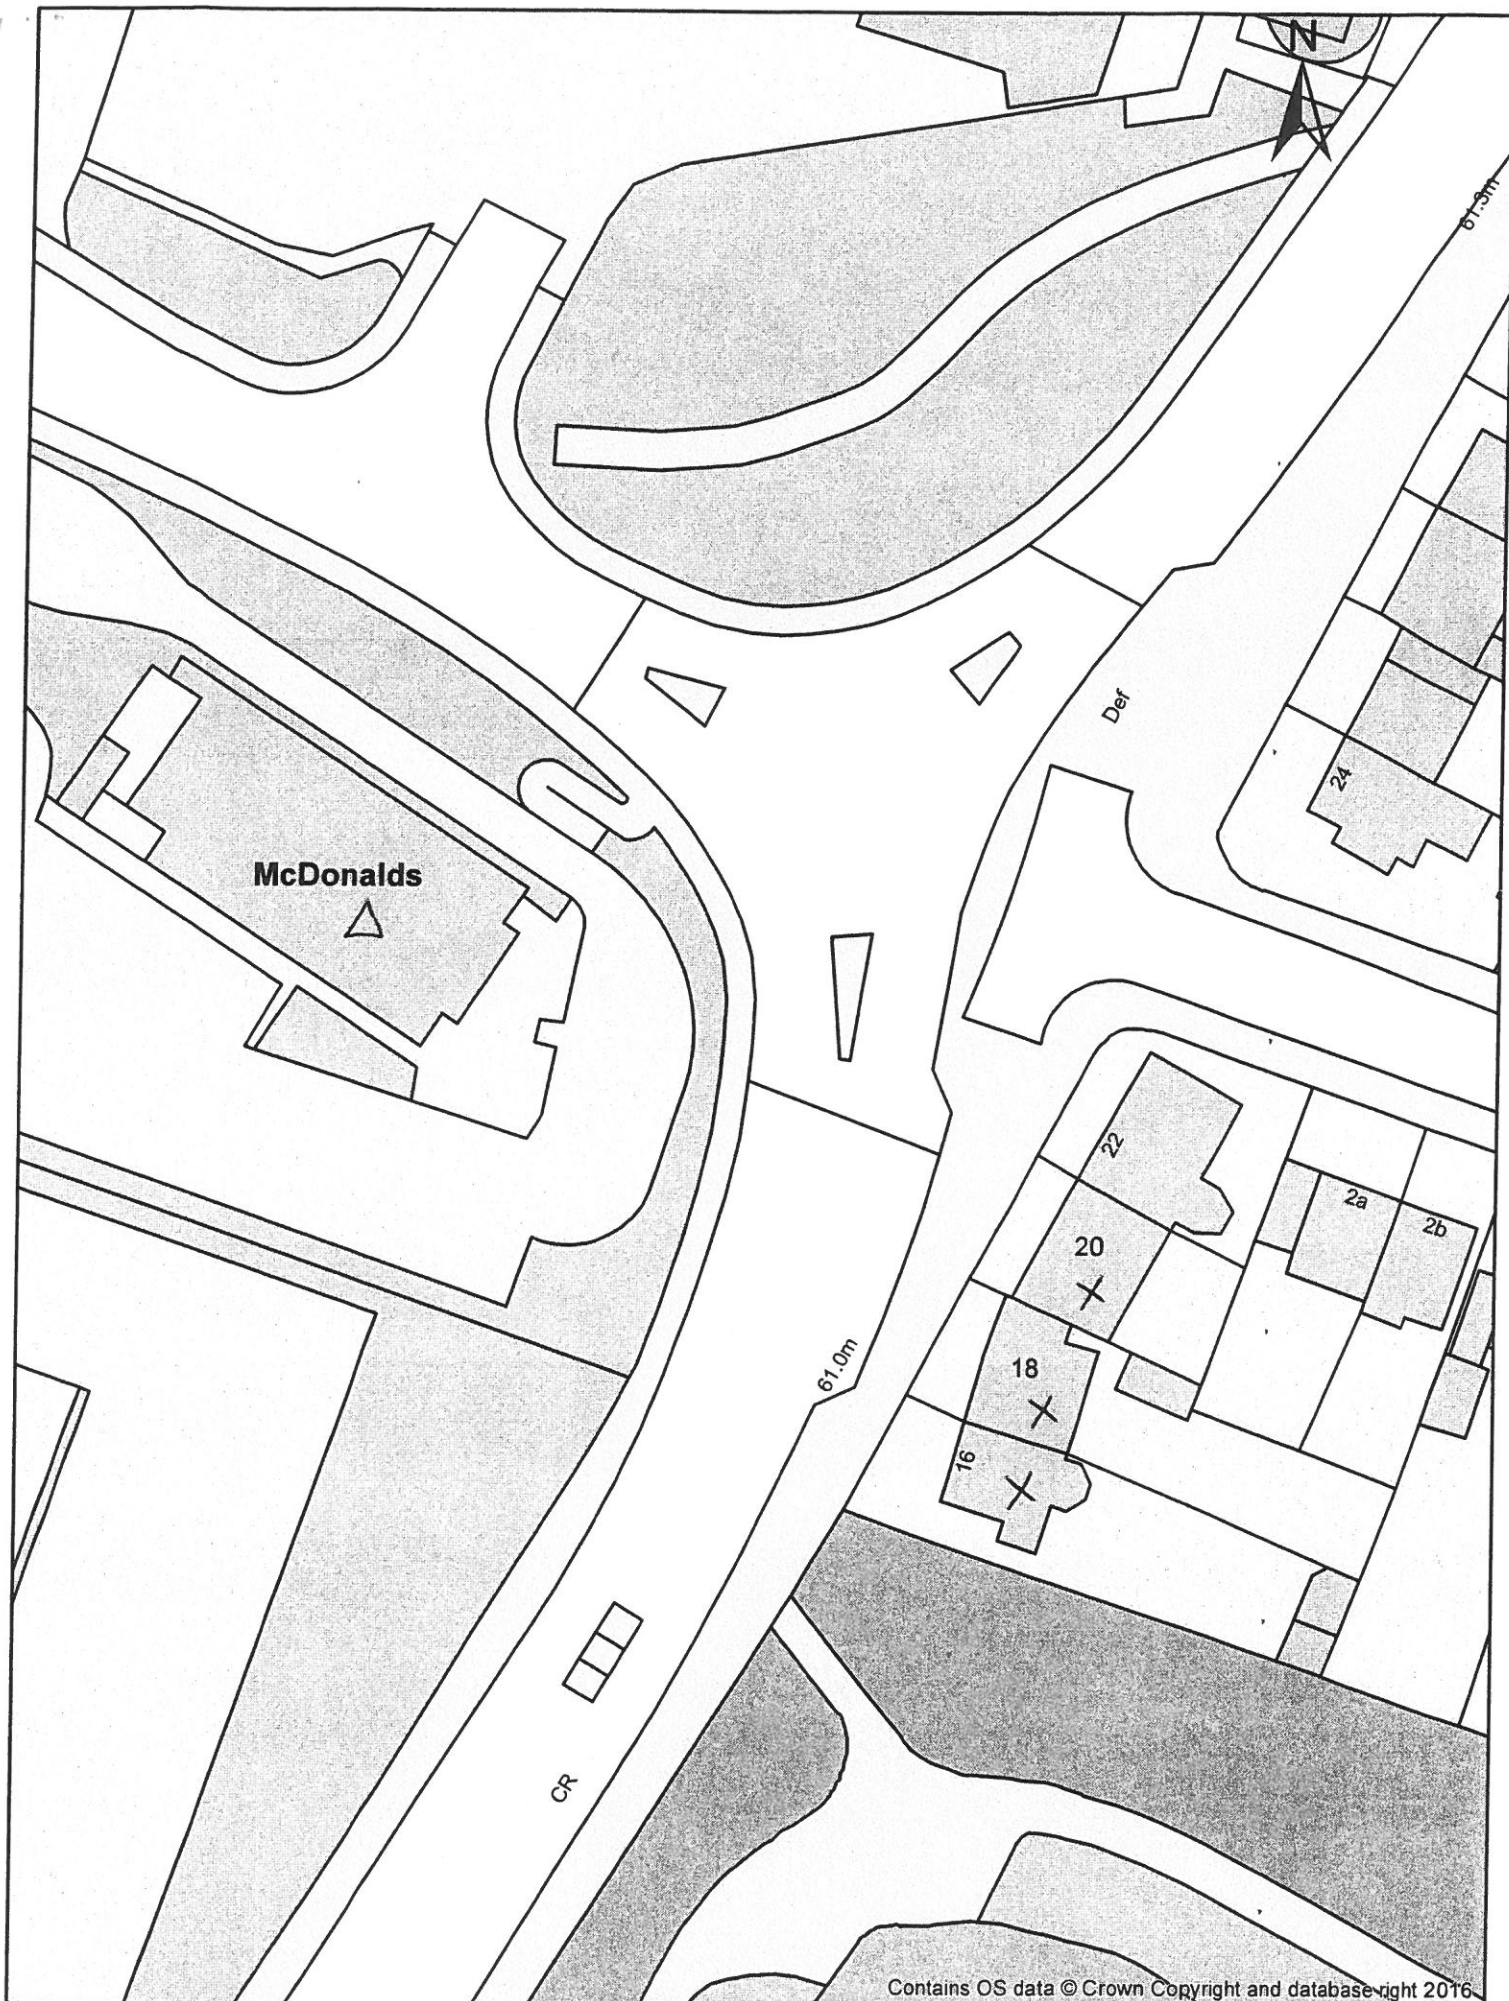 N
61.3m
Def
24
McDonalds
22
2a
2b
20
18
61.0m
16
CR
Contains OS data © Crown Copyright and database right 2016